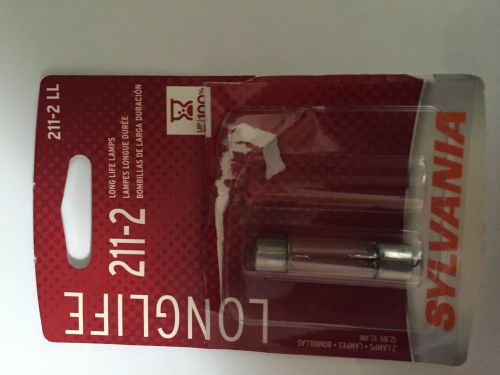 211-2 LL
LONG LIFE LAMPS
LAMPES LONGUE DURÉE
BOMBILLAS DE LARGA DURACIÓN
UP
100%
211-2
LONGLIFE
SYLVANIA
2 LAMPS • LAMPES • BOMBILLAS
12.8V, 12.4W